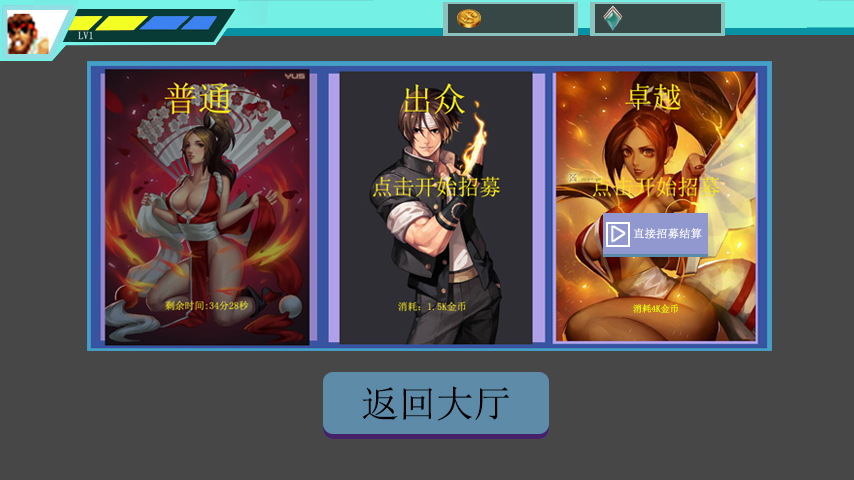 LV1
YUS
普通
出众
卓越
点击开始招募
点击开始招募
直接招募结算
剩余时间:34分28秒
消耗：1.5K金币
消耗4K金币
返回大厅